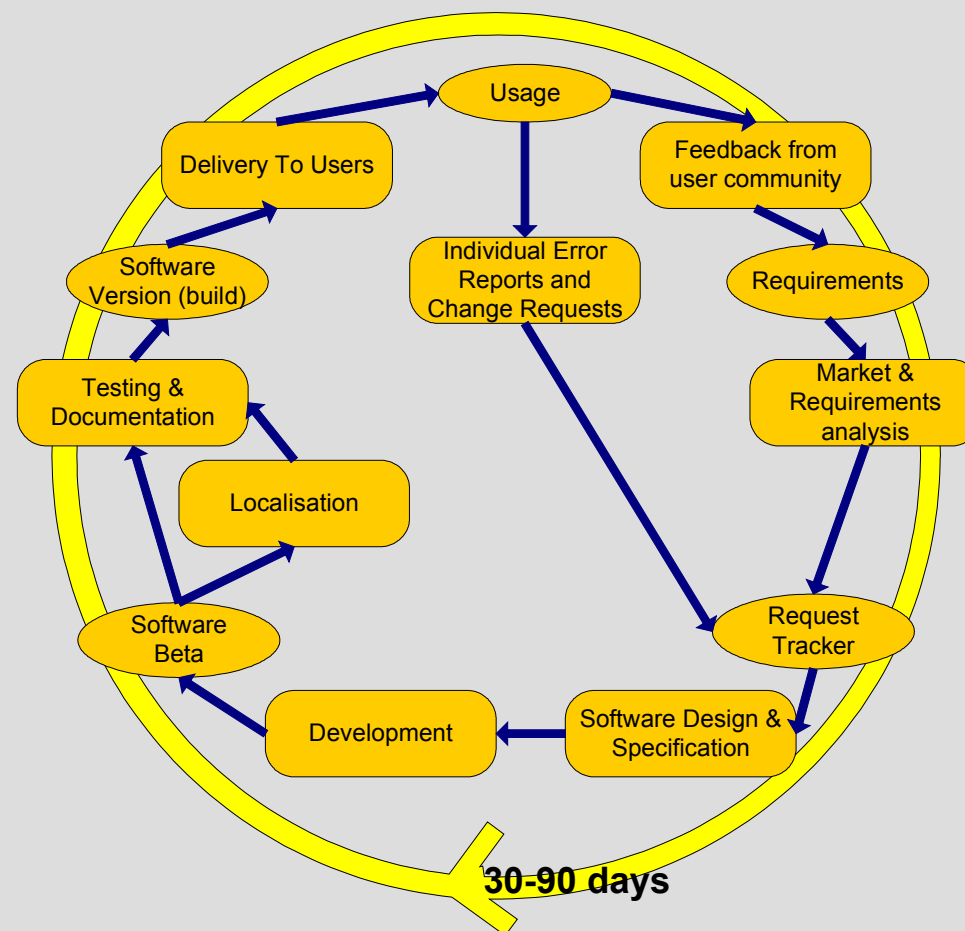 Usage
Delivery To Users
Feedback from
user community
Individual Error
Reports and
Change Requests
Software
Version (build)
Requirements
Testing &
Documentation
Market &
Requirements
analysis
Localisation
Software
Beta
Request
Tracker
Development
Software Design &
Specification
30-90 days